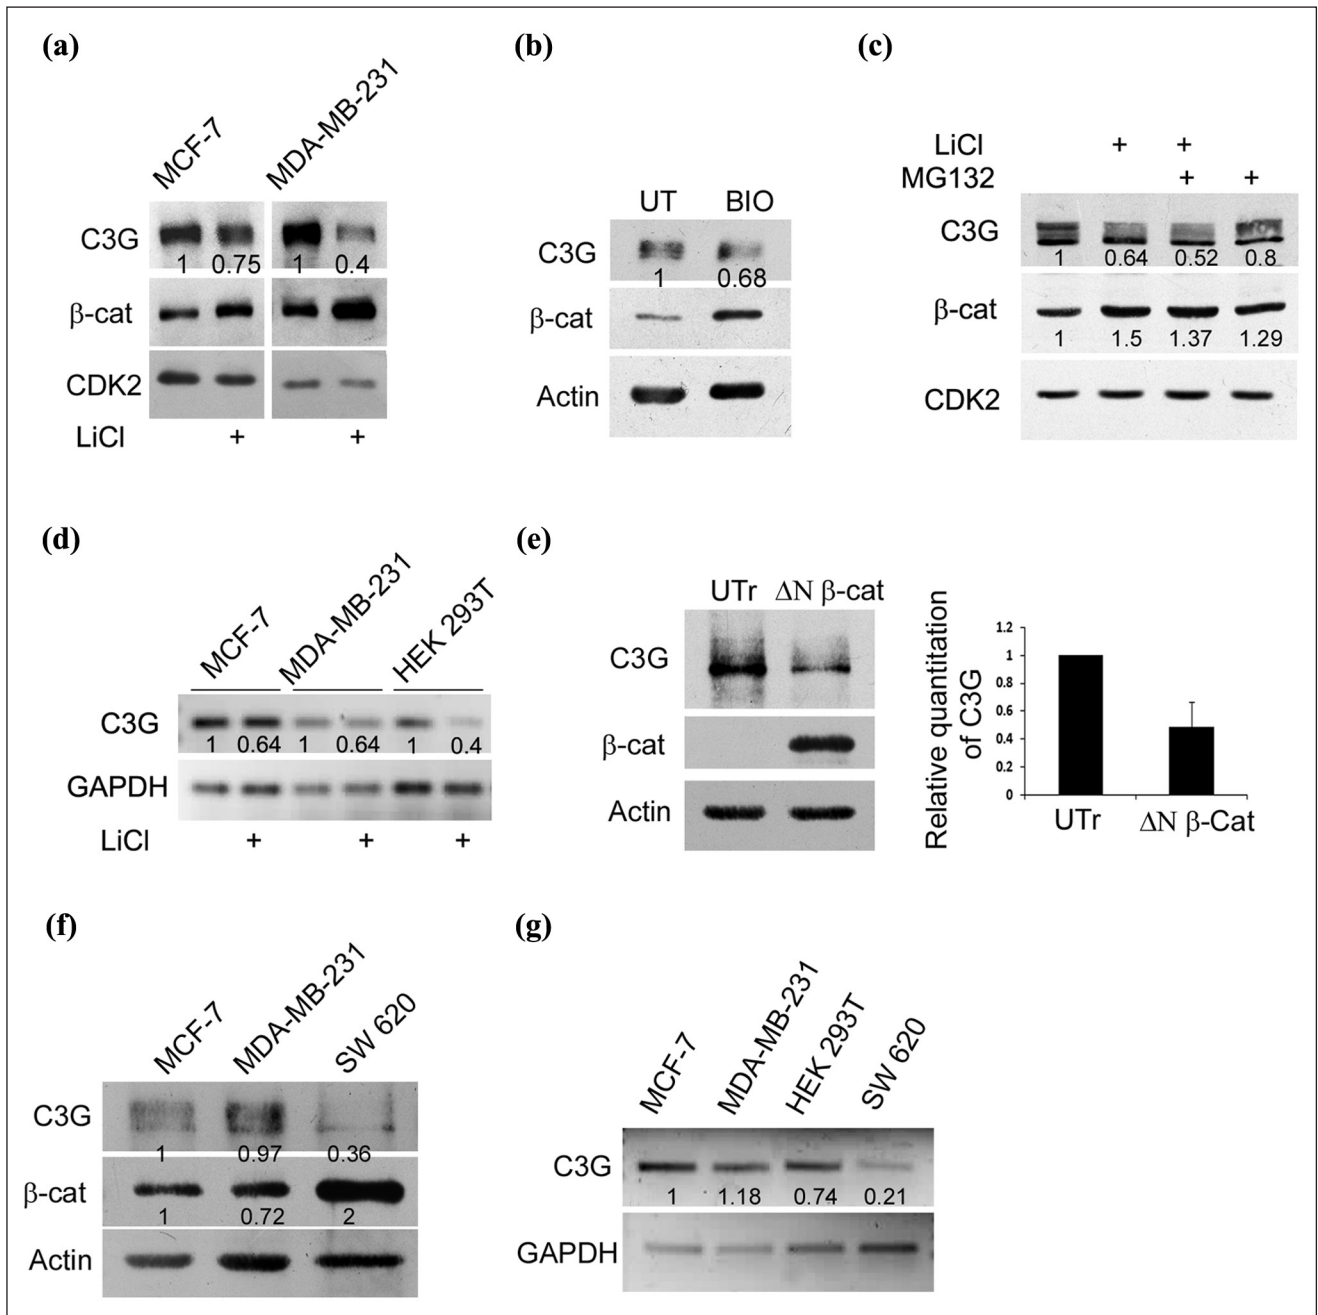 (a)
MCF-7
MDA-MB-231
C3G
1 0.75 1 0.4
β-cat
CDK2
LiCl + +
(b)
UT BIO
C3G
1 0.68
β-cat
Actin
(c)
LiCl + +
MG132 + +
C3G
1 0.64 0.52 0.8
β-cat
1 1.5 1.37 1.29
CDK2
(d)
MCF-7
MDA-MB-231
HEK 293T
C3G
1 0.64 1 0.64 1 0.4
GAPDH
LiCl + + +
(e)
UTr ΔN β-cat
C3G
β-cat
Actin
Relative quantitation
of C3G
1.2
1
0.8
0.6
0.4
0.2
0
UTr ΔN β-Cat
(f)
MCF-7
MDA-MB-231
SW 620
C3G
1 0.97 0.36
β-cat
1 0.72 2
Actin
(g)
MCF-7
MDA-MB-231
HEK 293T
SW 620
C3G
1 1.18 0.74 0.21
GAPDH